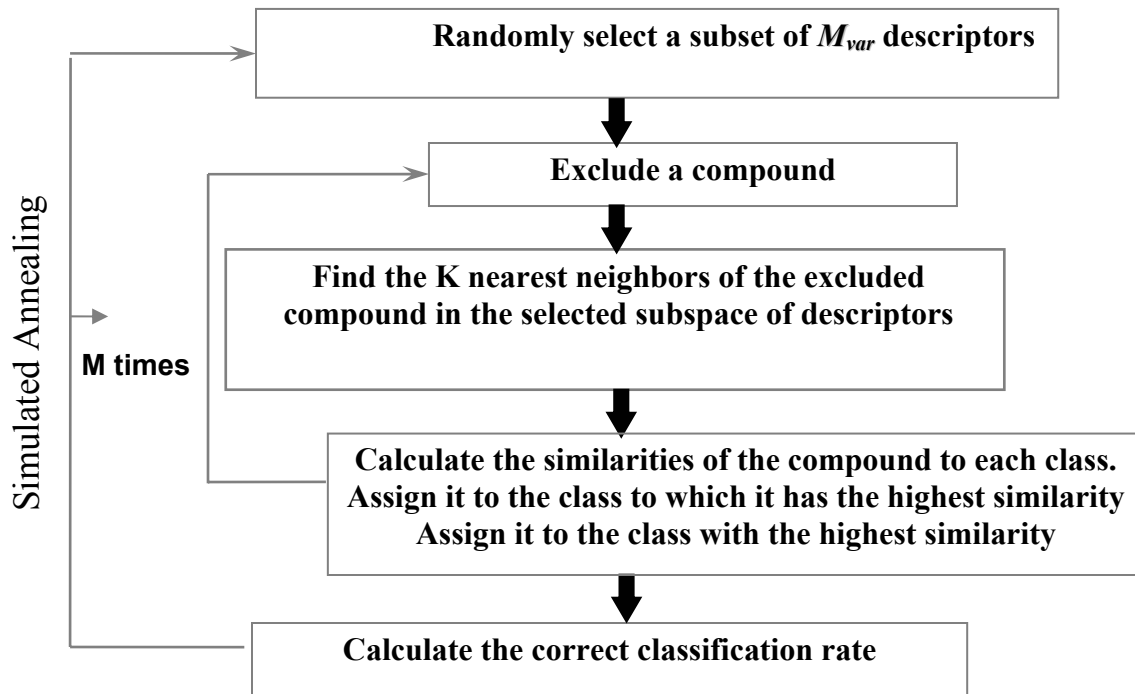 Randomly select a subset of Mvar descriptors
Exclude a compound
Find the K nearest neighbors of the excluded
compound in the selected subspace of descriptors
Simulated Annealing
M times
Calculate the similarities of the compound to each class.
Assign it to the class to which it has the highest similarity
Assign it to the class with the highest similarity
Calculate the correct classification rate